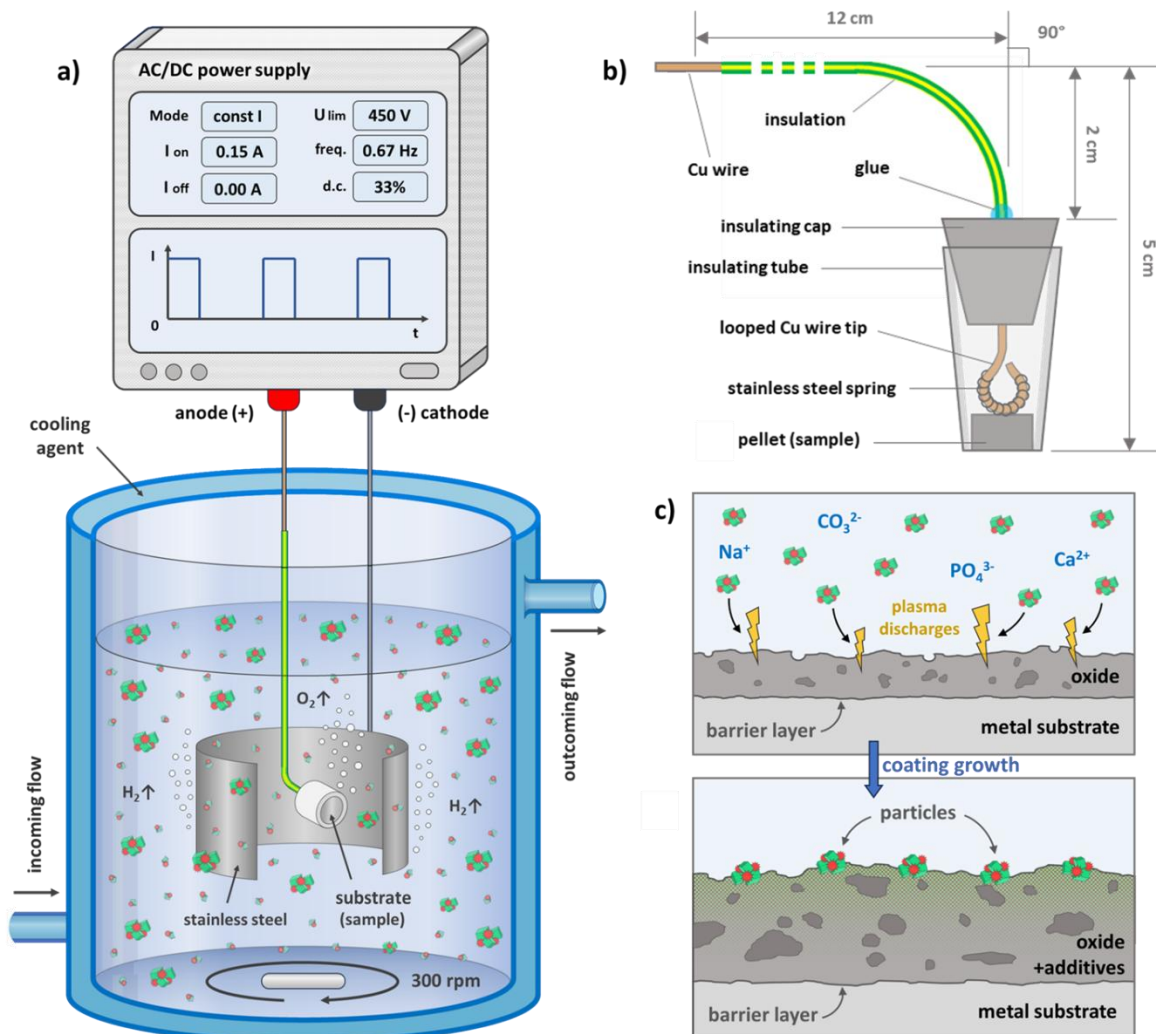 a)
AC/DC power supply
Mode const I U lim 450 V
I on 0.15 A freq. 0.67 Hz
I off 0.00 A d.c. 33%
I
0
t
anode (+)
(-) cathode
cooling
agent
O₂↑
H₂↑
H₂↑
incoming flow
outcoming flow
stainless steel
substrate
(sample)
300 rpm
b)
12 cm
90°
insulation
2 cm
Cu wire
glue
insulating cap
insulating tube
5 cm
looped Cu wire tip
stainless steel spring
pellet (sample)
c)
CO₃²⁻
Na⁺
PO₄³⁻
Ca²⁺
plasma
discharges
oxide
barrier layer
metal substrate
coating growth
particles
oxide
+additives
barrier layer
metal substrate